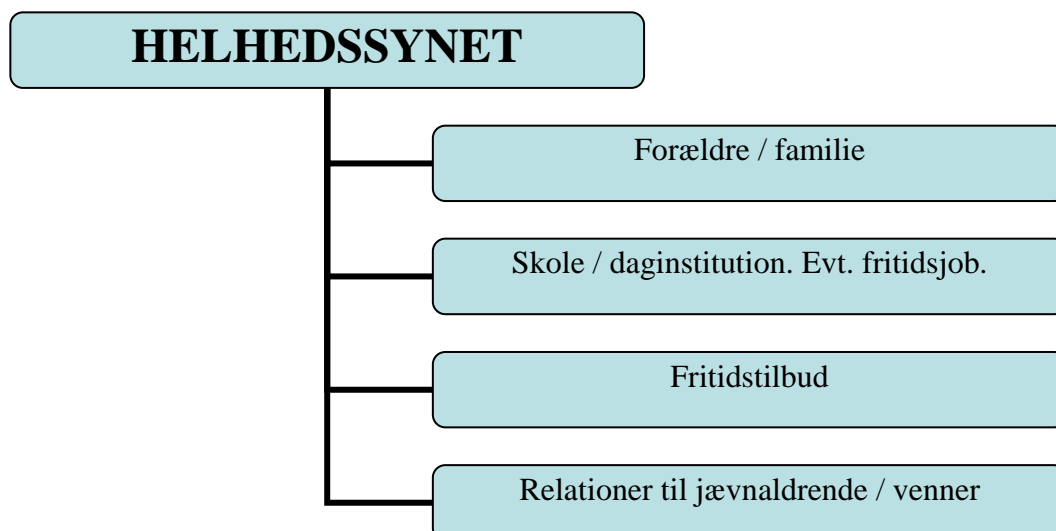 HELHEDSSYNET
Forældre / familie
Skole / daginstitution. Evt. fritidsjob.
Fritidstilbud
Relationer til jævnaldrende / venner